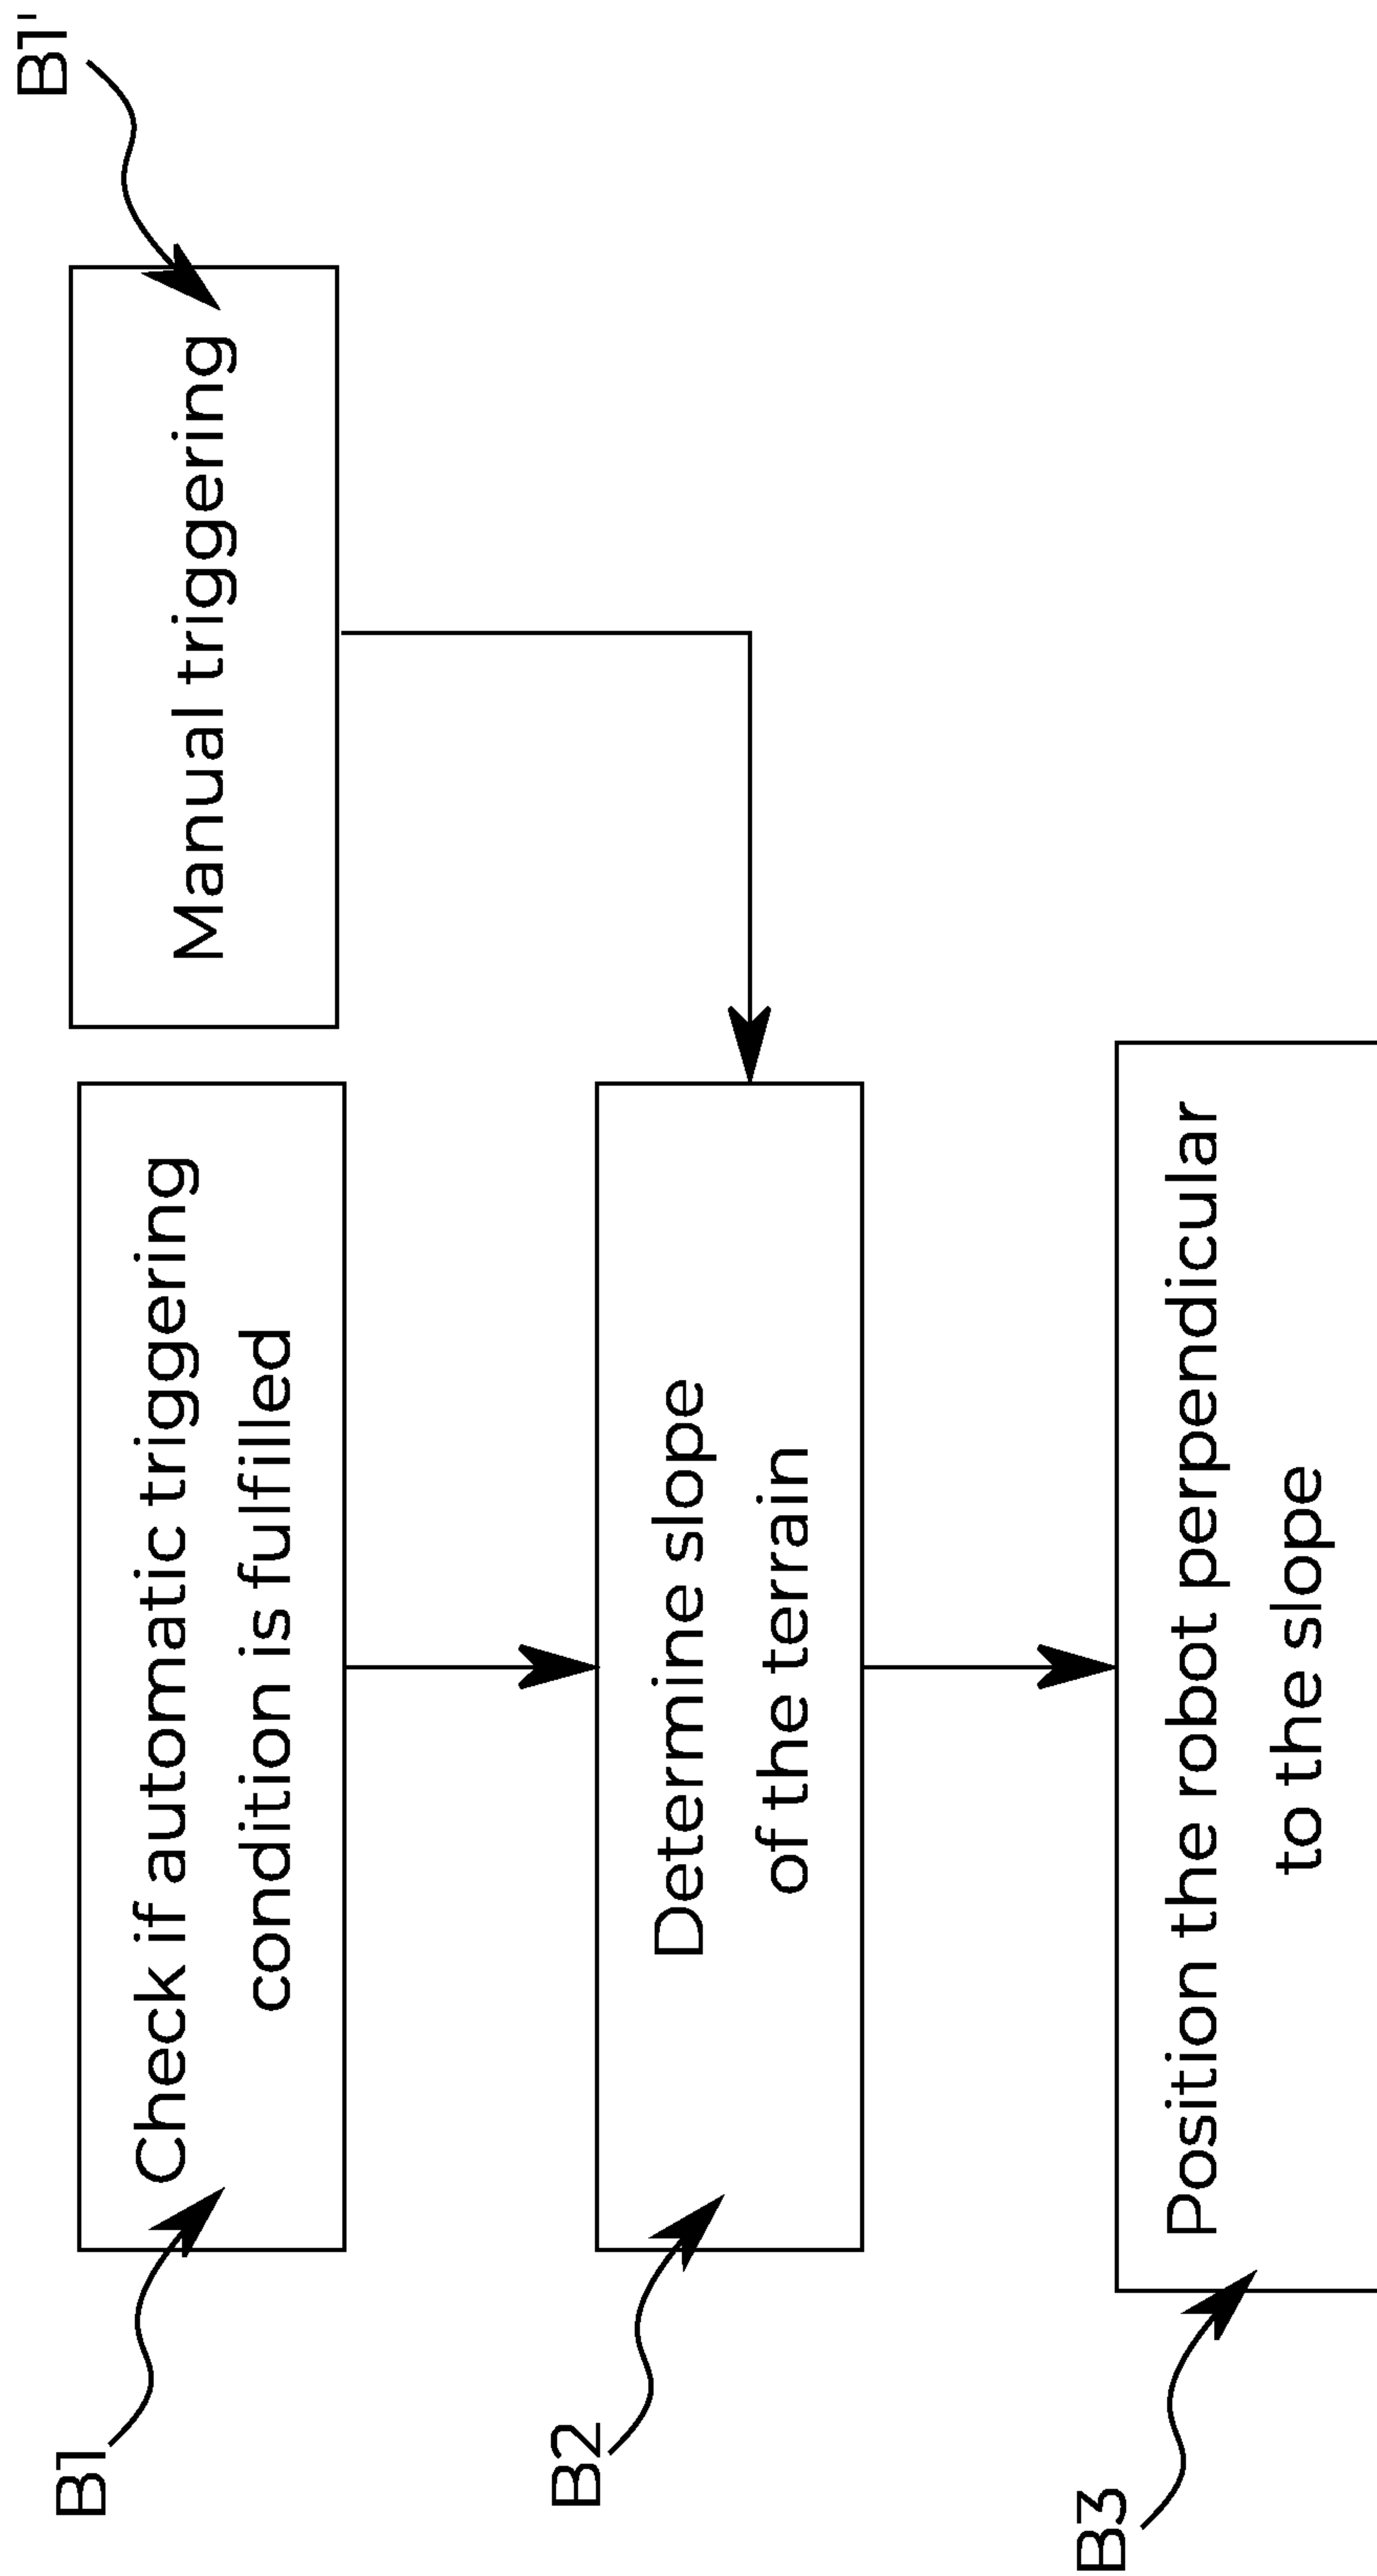 B1
Check if automatic triggering
condition is fulfilled
Manual triggering
B1'
B2
Determine slope
of the terrain
B3
Position the robot perpendicular
to the slope